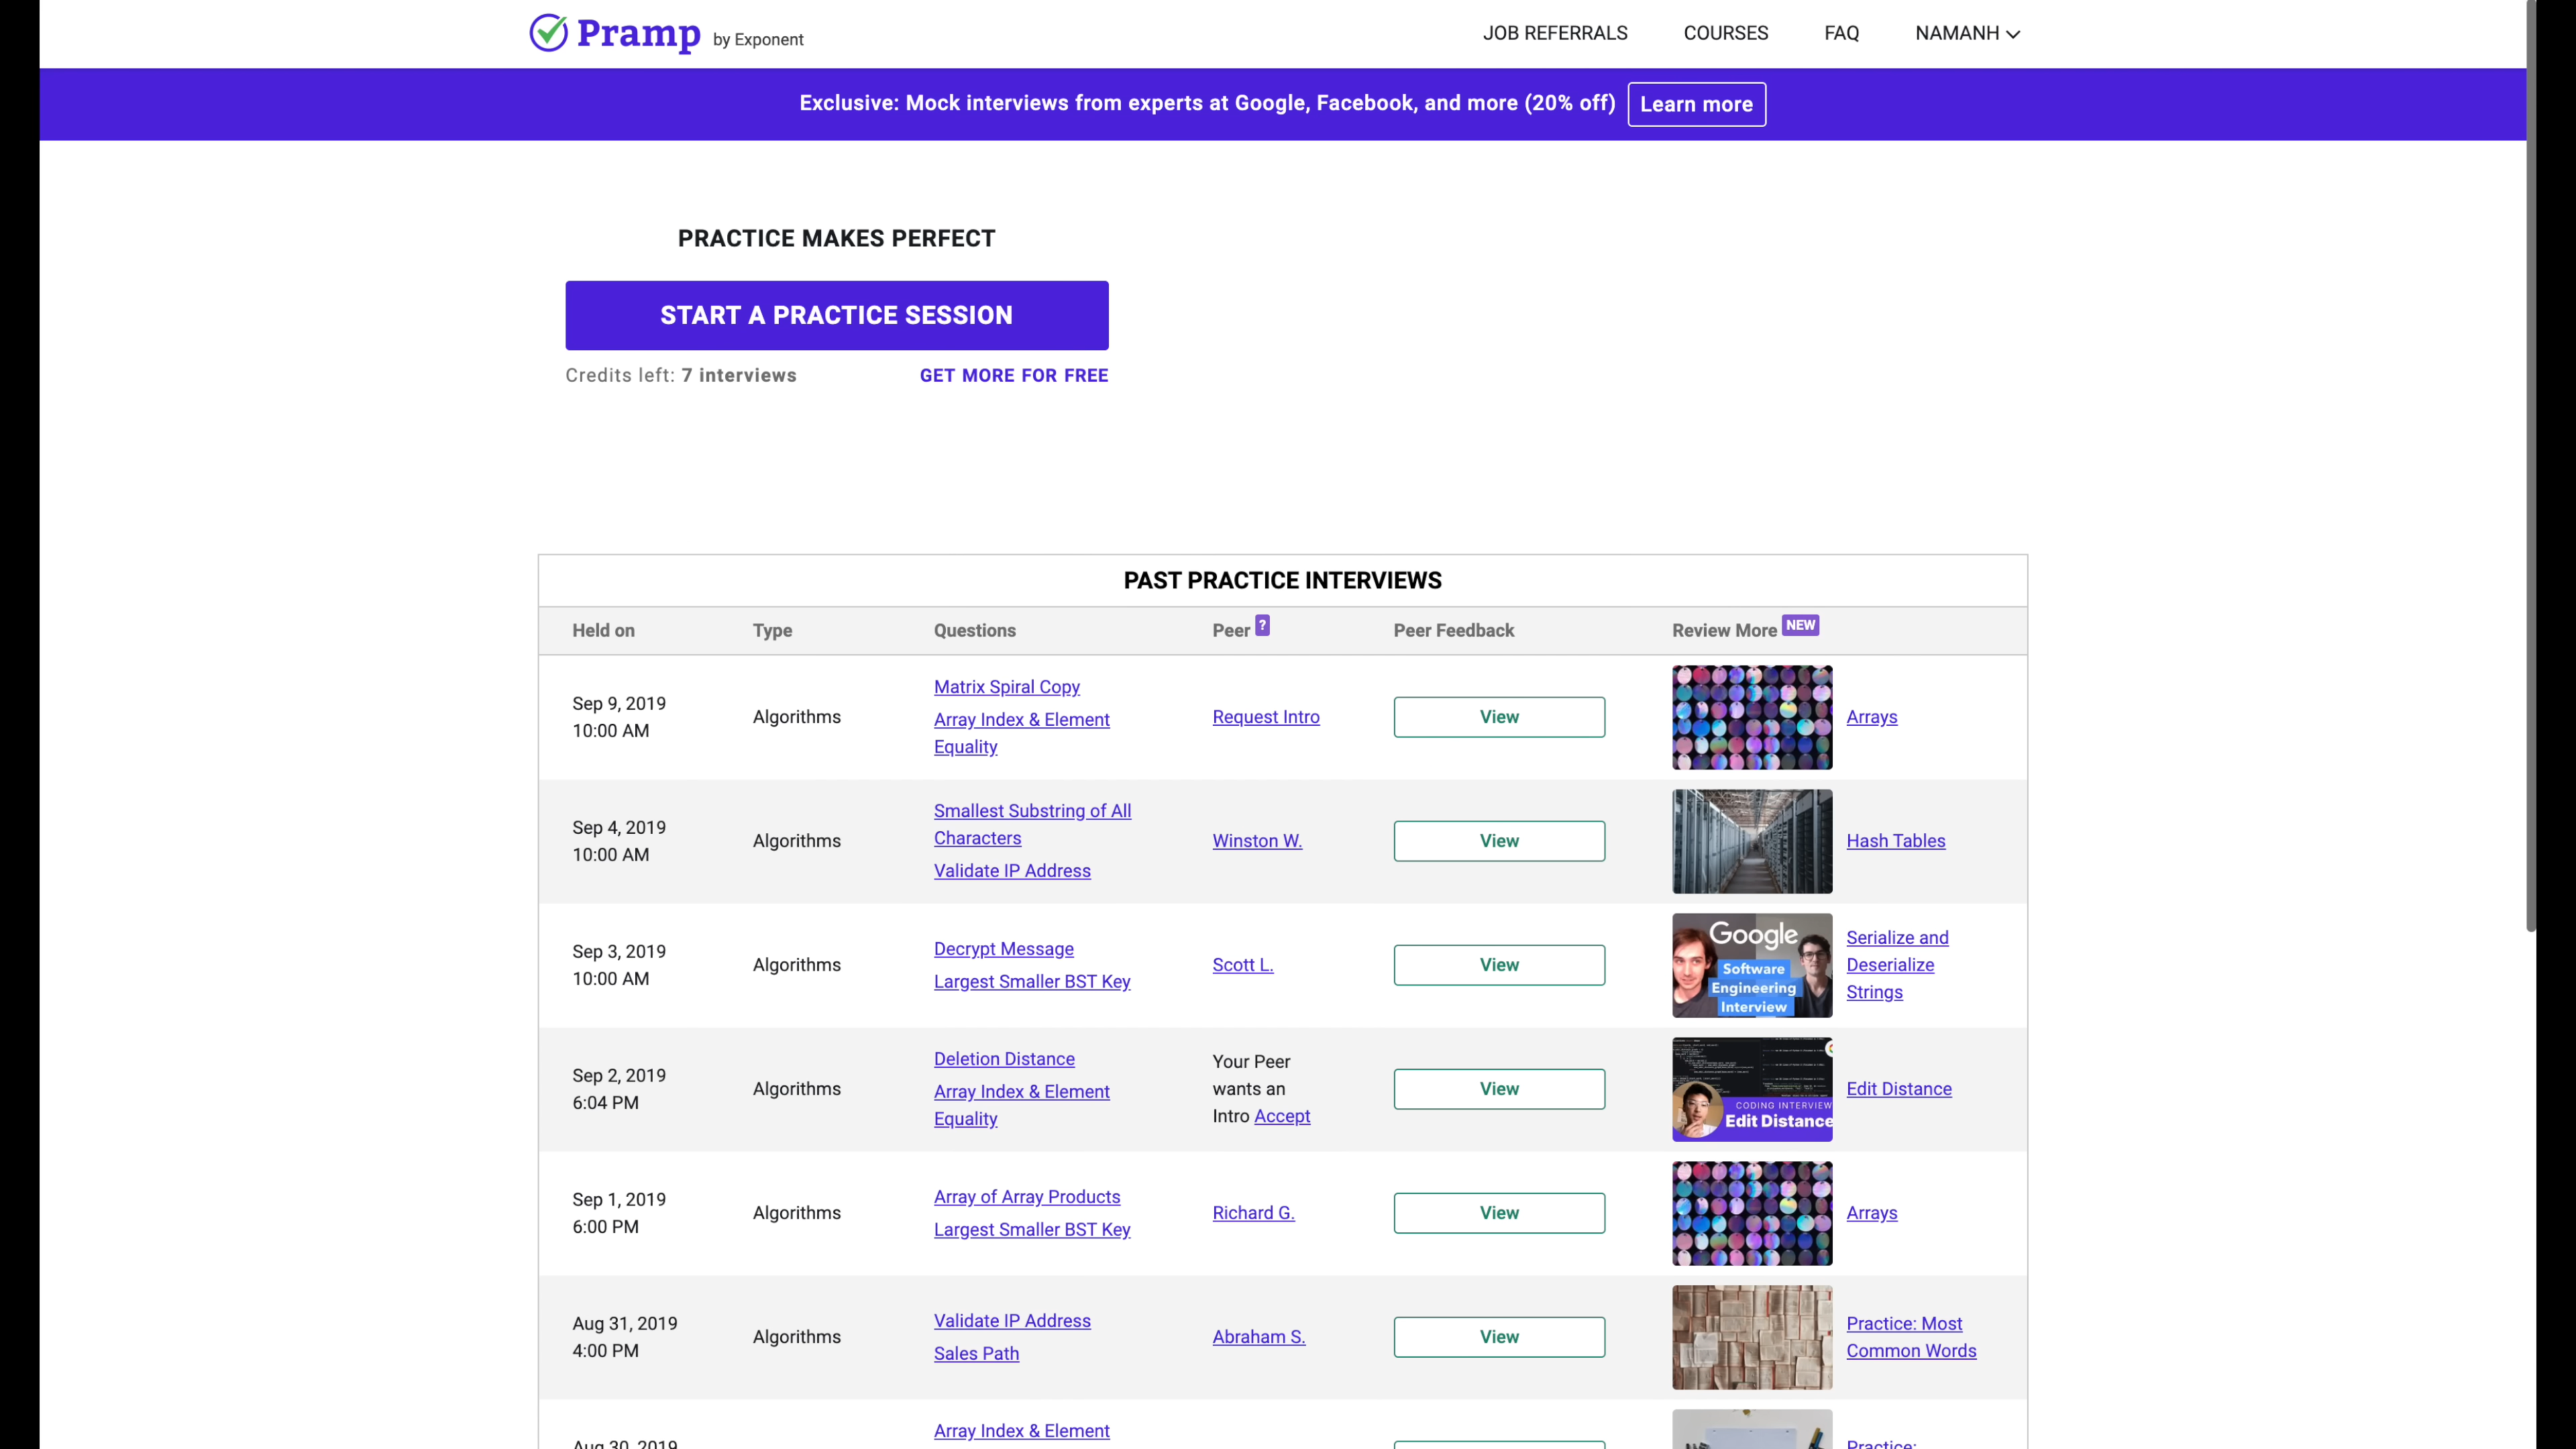 Pramp by Exponent
JOB REFERRALS
COURSES
FAQ
NAMANH
Exclusive: Mock interviews from experts at Google, Facebook, and more (20% off)
Learn more
PRACTICE MAKES PERFECT
START A PRACTICE SESSION
Credits left: 7 interviews
GET MORE FOR FREE
PAST PRACTICE INTERVIEWS
Held on
Type
Questions
Peer ?
Peer Feedback
Review More NEW
Sep 9, 2019
10:00 AM
Algorithms
Matrix Spiral Copy
Array Index & Element
Equality
Request Intro
View
Arrays
Sep 4, 2019
10:00 AM
Algorithms
Smallest Substring of All
Characters
Validate IP Address
Winston W.
View
Hash Tables
Sep 3, 2019
10:00 AM
Algorithms
Decrypt Message
Largest Smaller BST Key
Scott L.
View
Google
Software
Engineering
Interview
Serialize and
Deserialize
Strings
Sep 2, 2019
6:04 PM
Algorithms
Deletion Distance
Array Index & Element
Equality
Your Peer
wants an
Intro Accept
View
CODING INTERVIEW
Edit Distance
Edit Distance
Sep 1, 2019
6:00 PM
Algorithms
Array of Array Products
Largest Smaller BST Key
Richard G.
View
Arrays
Aug 31, 2019
4:00 PM
Algorithms
Validate IP Address
Sales Path
Abraham S.
View
Practice: Most
Common Words
Aug 30, 2019
Array Index & Element
Practice: